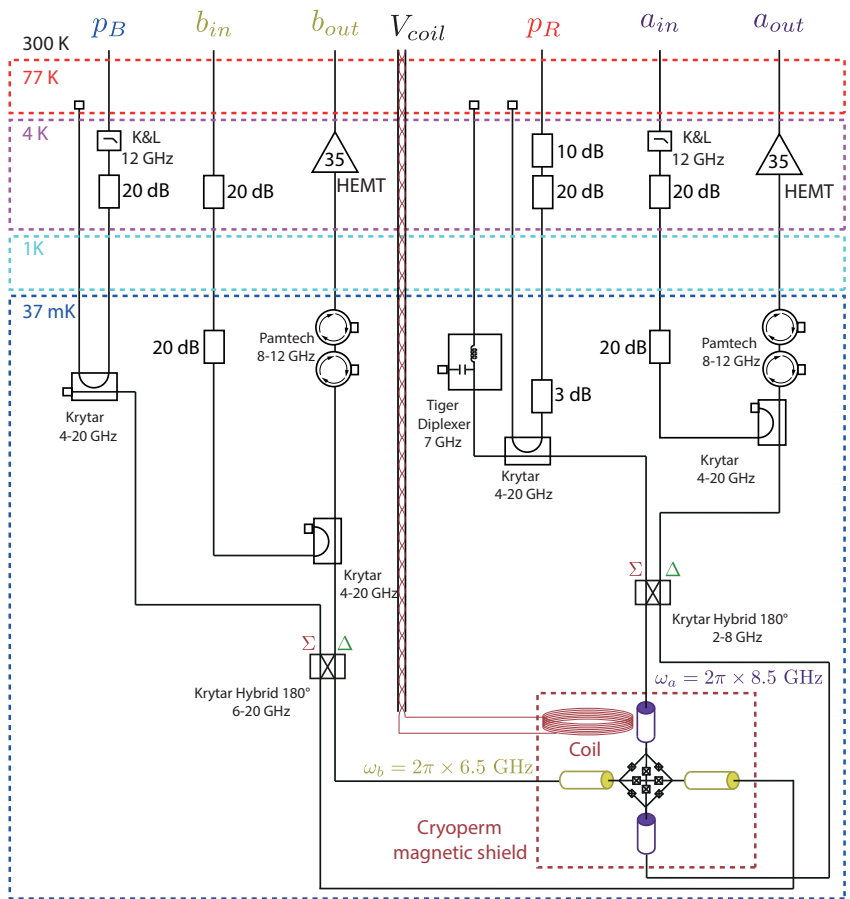 p_B b_in b_out V_coil p_R a_in a_out
300 K
77 K
4 K
K&L
12 GHz
20 dB
20 dB
35
HEMT
10 dB
20 dB
K&L
12 GHz
20 dB
35
HEMT
1K
37 mK
20 dB
Pamtech
8-12 GHz
Tiger
Diplexer
7 GHz
3 dB
20 dB
Pamtech
8-12 GHz
Krytar
4-20 GHz
Krytar
4-20 GHz
Krytar
4-20 GHz
Krytar
4-20 GHz
Σ Δ
Krytar Hybrid 180°
2-8 GHz
Σ Δ
Krytar Hybrid 180°
6-20 GHz
ω_a = 2π × 8.5 GHz
Coil
ω_b = 2π × 6.5 GHz
Cryoperm
magnetic shield